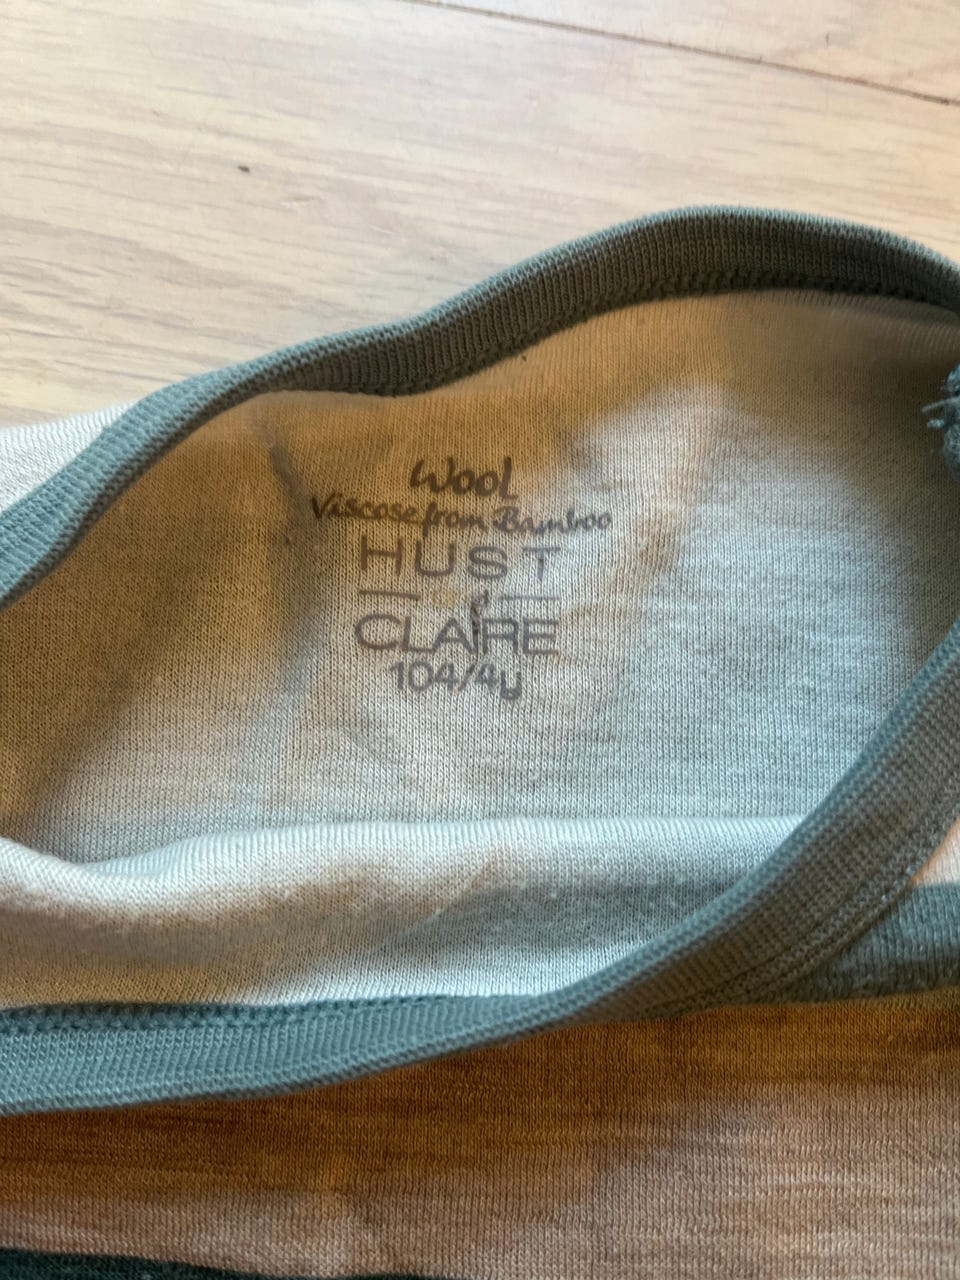 Wool
Viscose from Bamboo
HUST
&
CLAIRE
104/4y